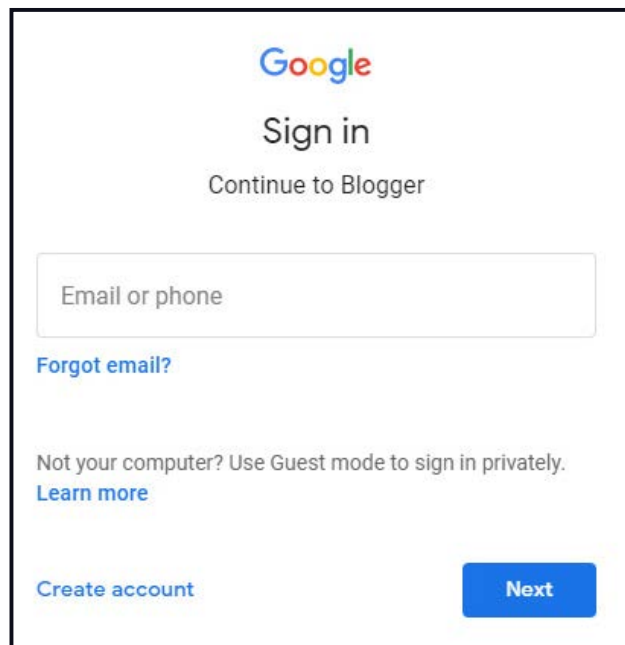 Google
Sign in
Continue to Blogger
Email or phone
Forgot email?
Not your computer? Use Guest mode to sign in privately.
Learn more
Create account
Next